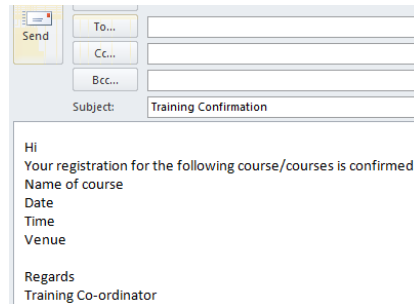 Send
To...
Cc...
Bcc...
Subject: Training Confirmation
Hi
Your registration for the following course/courses is confirmed
Name of course
Date
Time
Venue
Regards
Training Co-ordinator